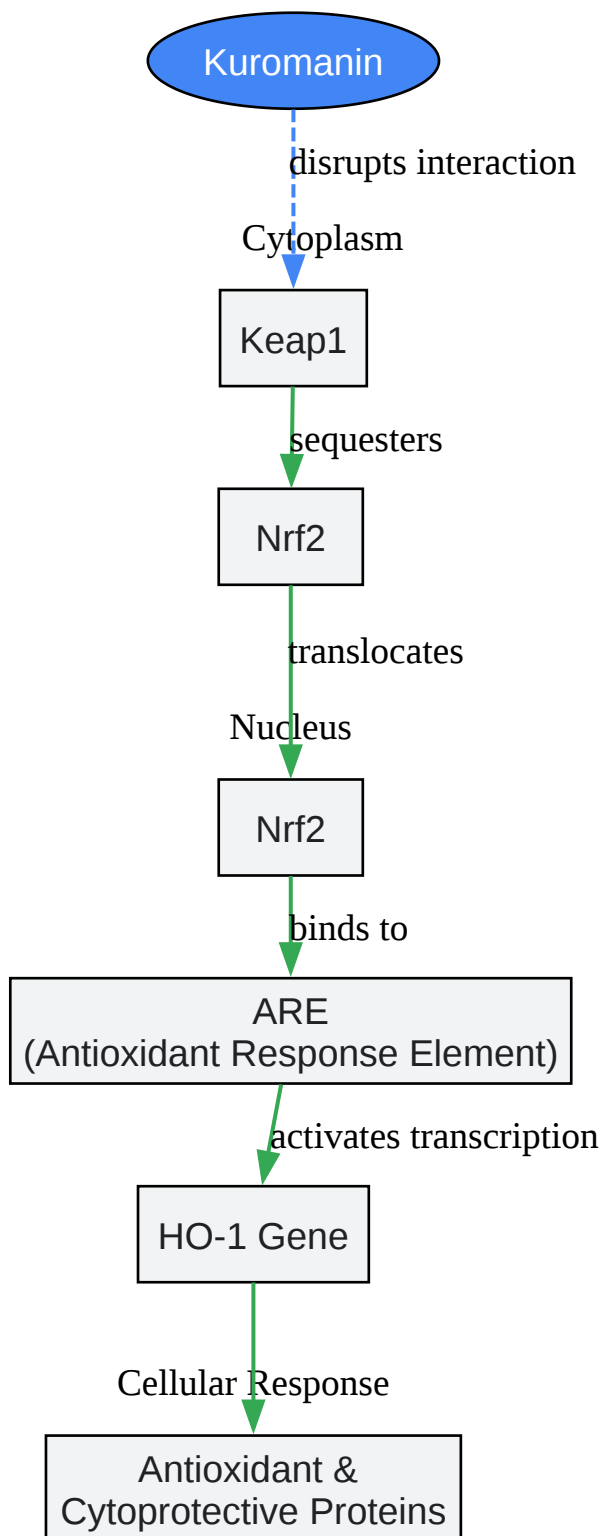 Kuromanin
disrupts interaction
Cytoplasm
Keap1
sequesters
Nrf2
translocates
Nucleus
Nrf2
binds to
ARE
(Antioxidant Response Element)
activates transcription
HO-1 Gene
Cellular Response
Antioxidant &
Cytoprotective Proteins